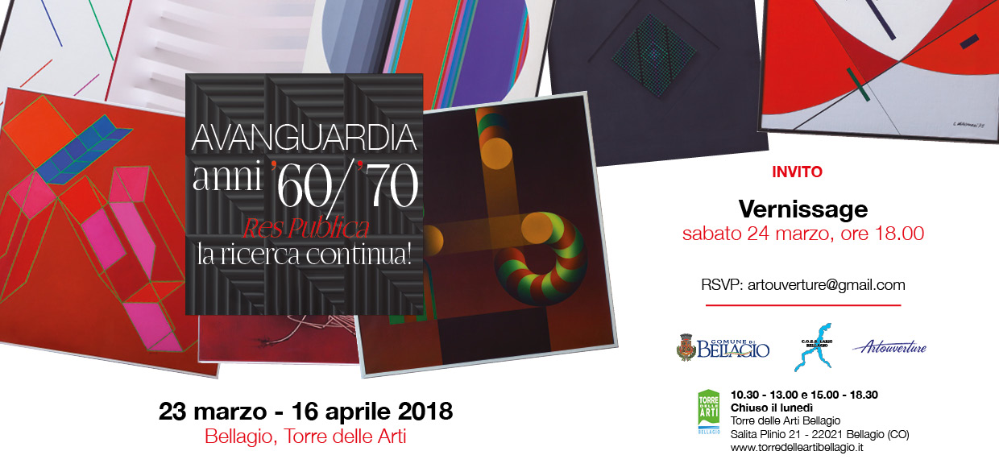 AVANGUARDIA
anni '60/'70
Res Publica
la ricerca continua!
23 marzo - 16 aprile 2018
Bellagio, Torre delle Arti
INVITO
Vernissage
sabato 24 marzo, ore 18.00
RSVP: artouverture@gmail.com
COMUNE DI
BELLAGIO
C.O.E.S. LARIO
BELLAGIO
Artouverture
TORRE
DELLE
ARTI
BELLAGIO
10.30 - 13.00 e 15.00 - 18.30
Chiuso il lunedì
Torre delle Arti Bellagio
Salita Plinio 21 - 22021 Bellagio (CO)
www.torredelleartibellagio.it